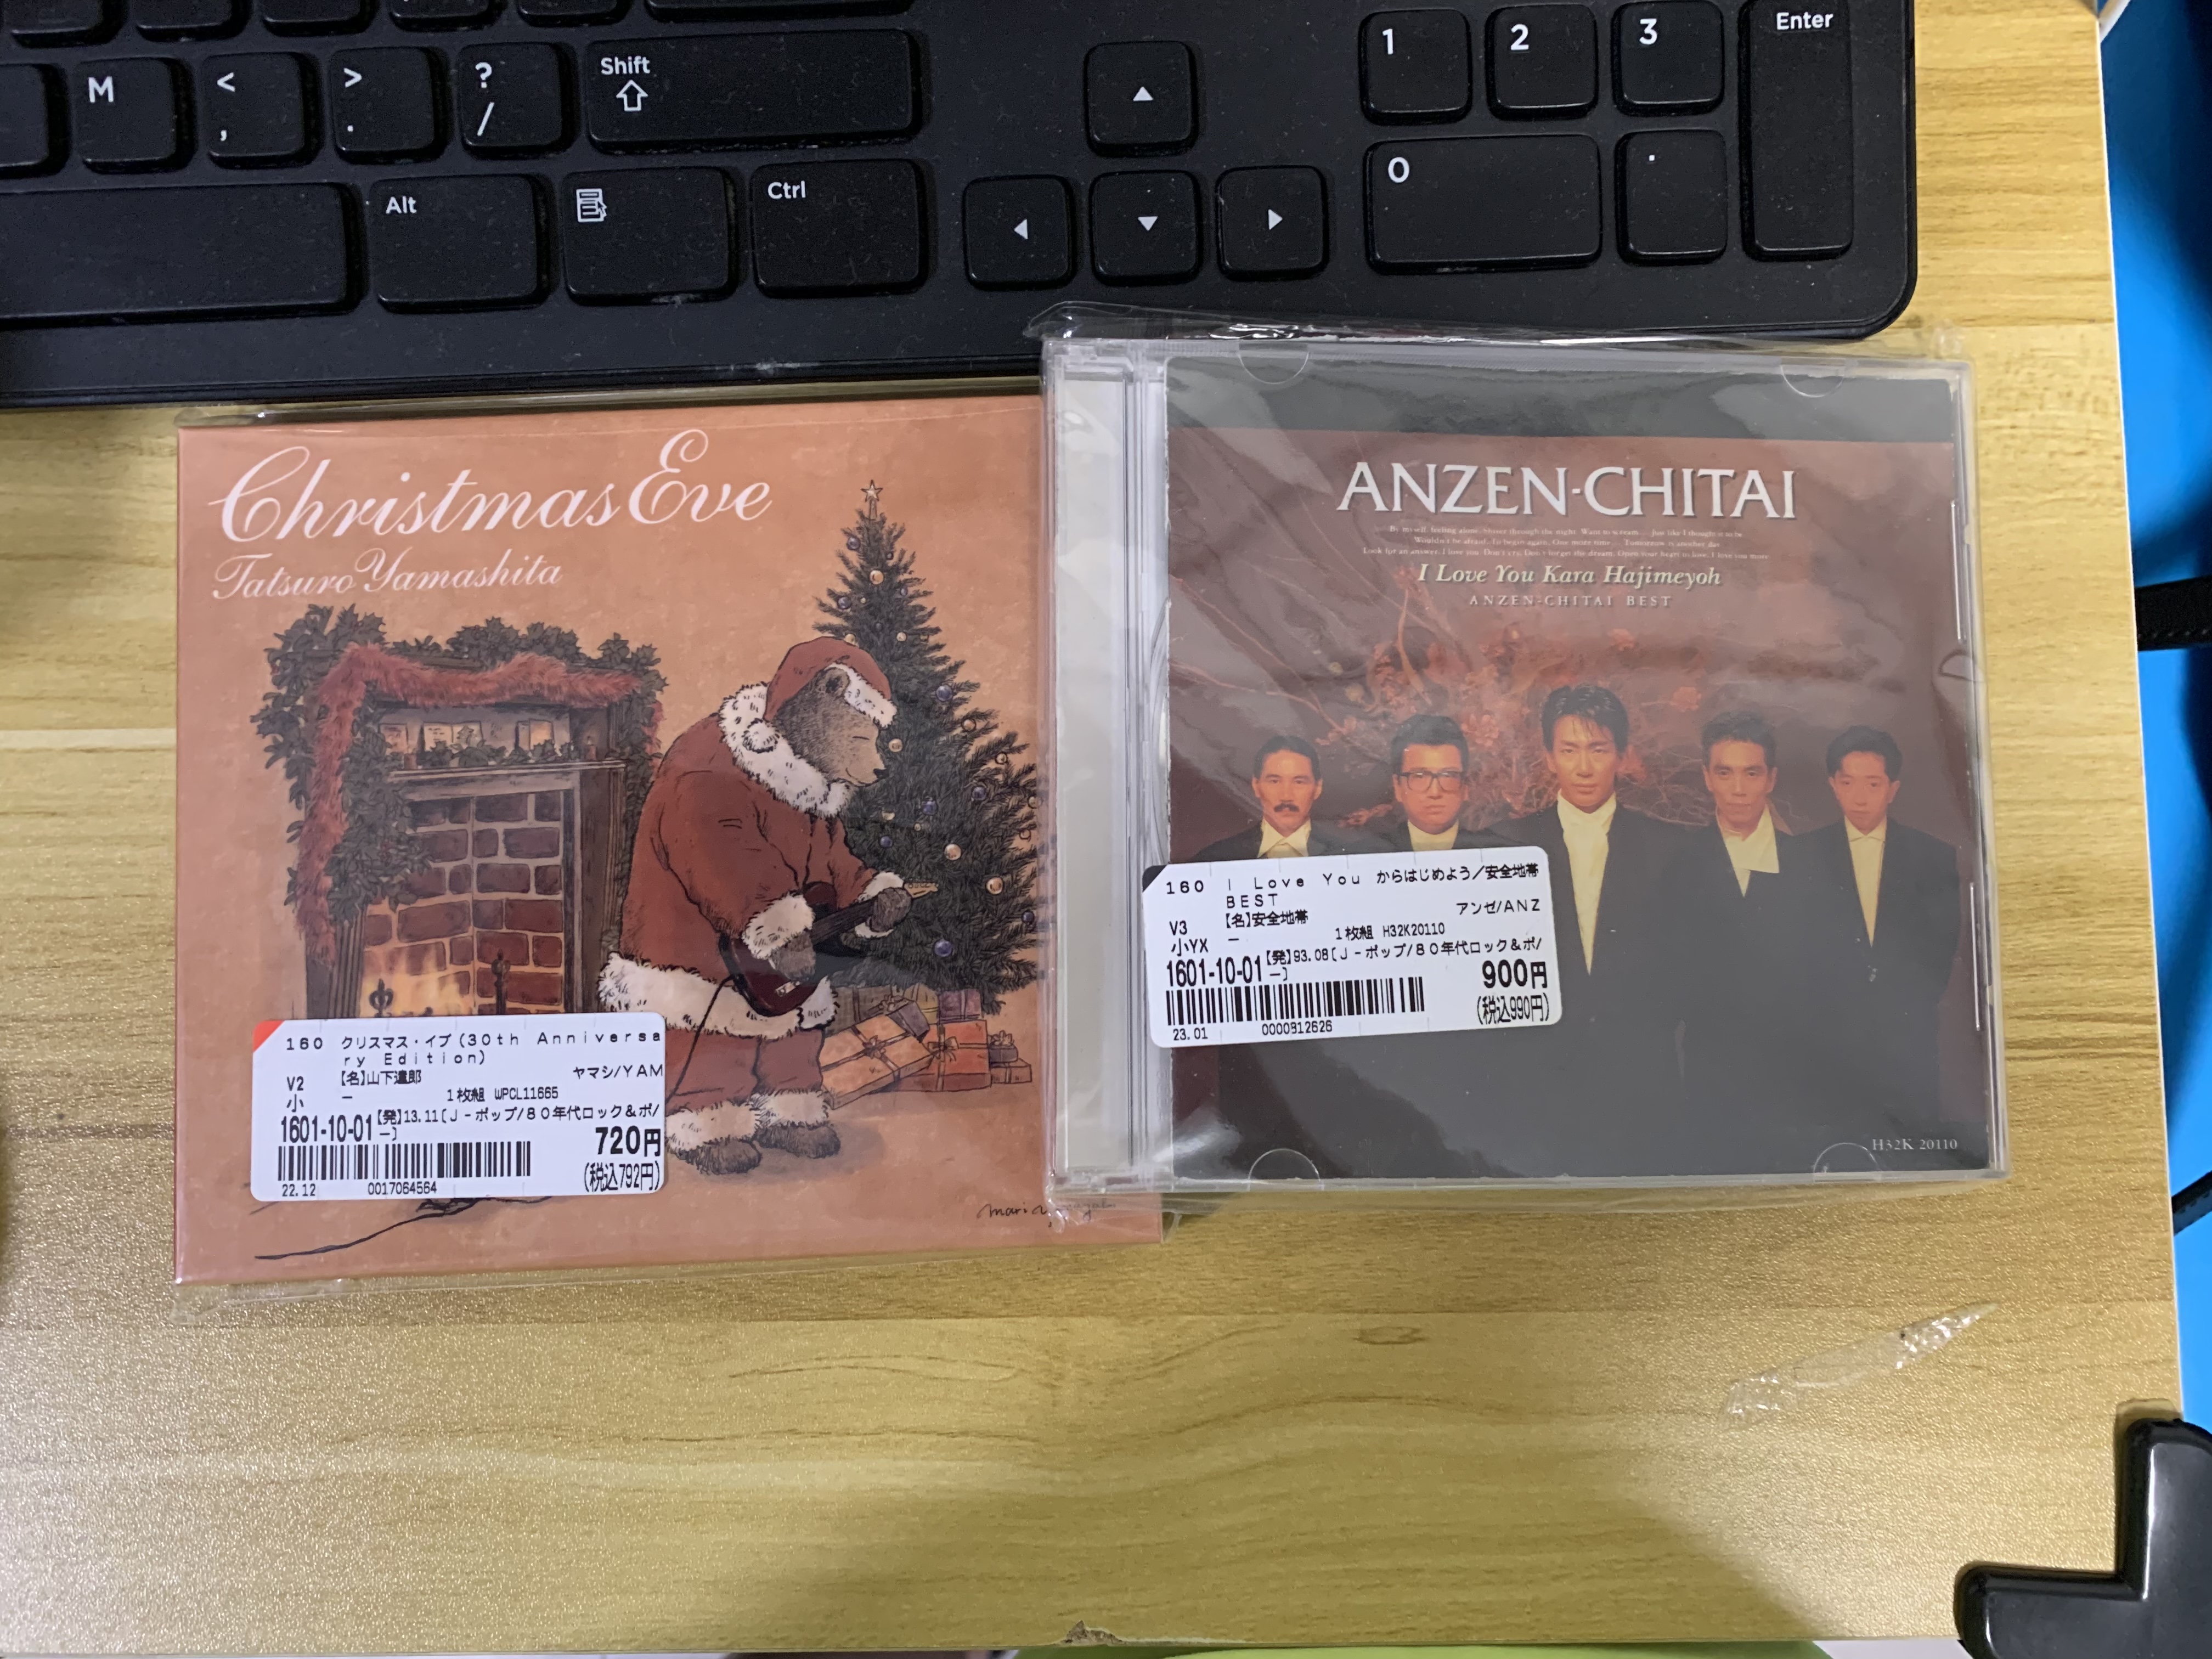 M
<
,
>
.
?
/
Shift
Alt
Ctrl
1
2
3
Enter
0
.
Christmas Eve
Tatsuro Yamashita
160 クリスマス・イブ(30th Anniversa
ry Edition)
【名】山下達郎 ヤマシ/YAM
V2
小 － 1枚組 WPCL11665
1601-10-01 【発】13.11〔J－ポップ/80年代ロック&ポ/
－〕
720円
(税込792円)
22.12 0017064564
ANZEN-CHITAI
I Love You Kara Hajimeyoh
ANZEN-CHITAI BEST
160 I Love You からはじめよう／安全地帯
BEST
V3 【名】安全地帯 アンゼ/ANZ
小YX － 1枚組 H32K20110
1601-10-01 【発】93.08〔J－ポップ/80年代ロック&ポ/
－〕
900円
(税込990円)
23.01 0000812626
H32K 20110